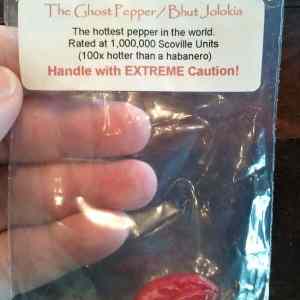 The Ghost Pepper / Bhut Jolokia
The hottest pepper in the world.
Rated at 1,000,000 Scoville Units
(100x hotter than a habanero)
Handle with EXTREME Caution!